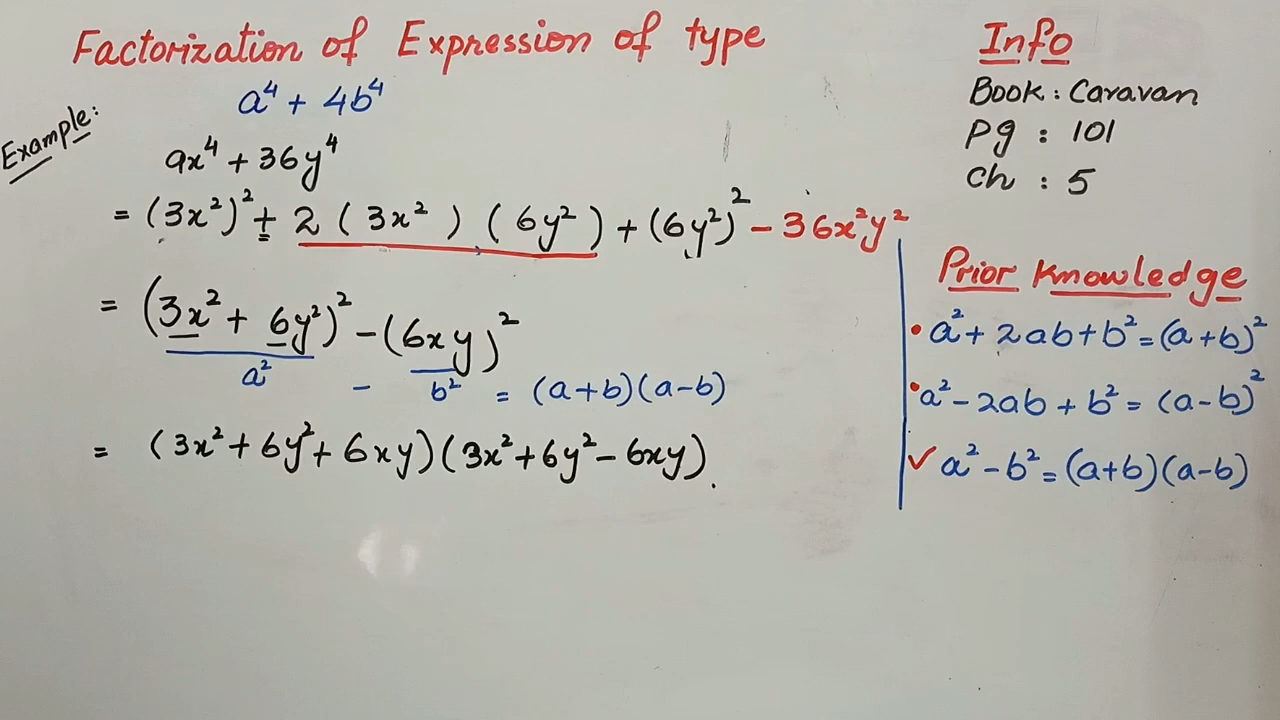 Factorization of Expression of type
a⁴ + 4b⁴
Example:
9x⁴ + 36y⁴
= (3x²)² + 2 (3x²) (6y²) + (6y²)² - 36x²y²
= (3x² + 6y²)² - (6xy)²
a² - b² = (a+b)(a-b)
= (3x² + 6y² + 6xy)(3x² + 6y² - 6xy).
Info
Book : Caravan
Pg : 101
Ch : 5
Prior Knowledge
• a² + 2ab + b² = (a+b)²
• a² - 2ab + b² = (a-b)²
✓ a² - b² = (a+b)(a-b)